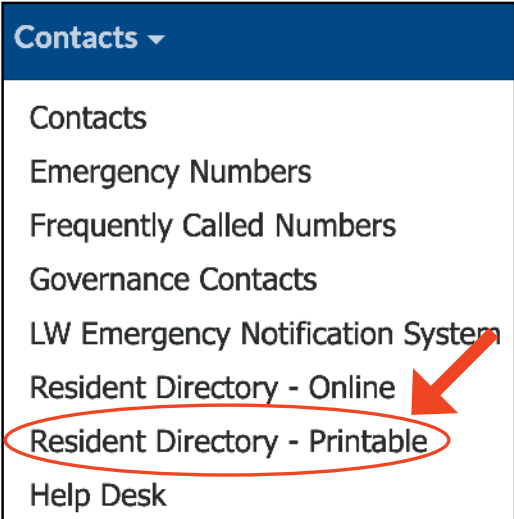 Contacts
Contacts
Emergency Numbers
Frequently Called Numbers
Governance Contacts
LW Emergency Notification System
Resident Directory - Online
Resident Directory - Printable
Help Desk